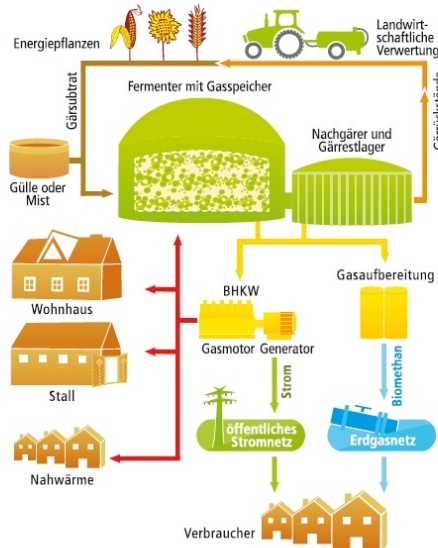 Energiepflanzen
Landwirt-
schaftliche
Verwertung
Gärsubtrat
Fermenter mit Gasspeicher
Gärrückstände
Nachgärer und
Gärrestlager
Gülle oder
Mist
BHKW
Gasaufbereitung
Wohnhaus
Gasmotor Generator
Stall
Strom
Biomethan
öffentliches
Stromnetz
Erdgasnetz
Nahwärme
Verbraucher